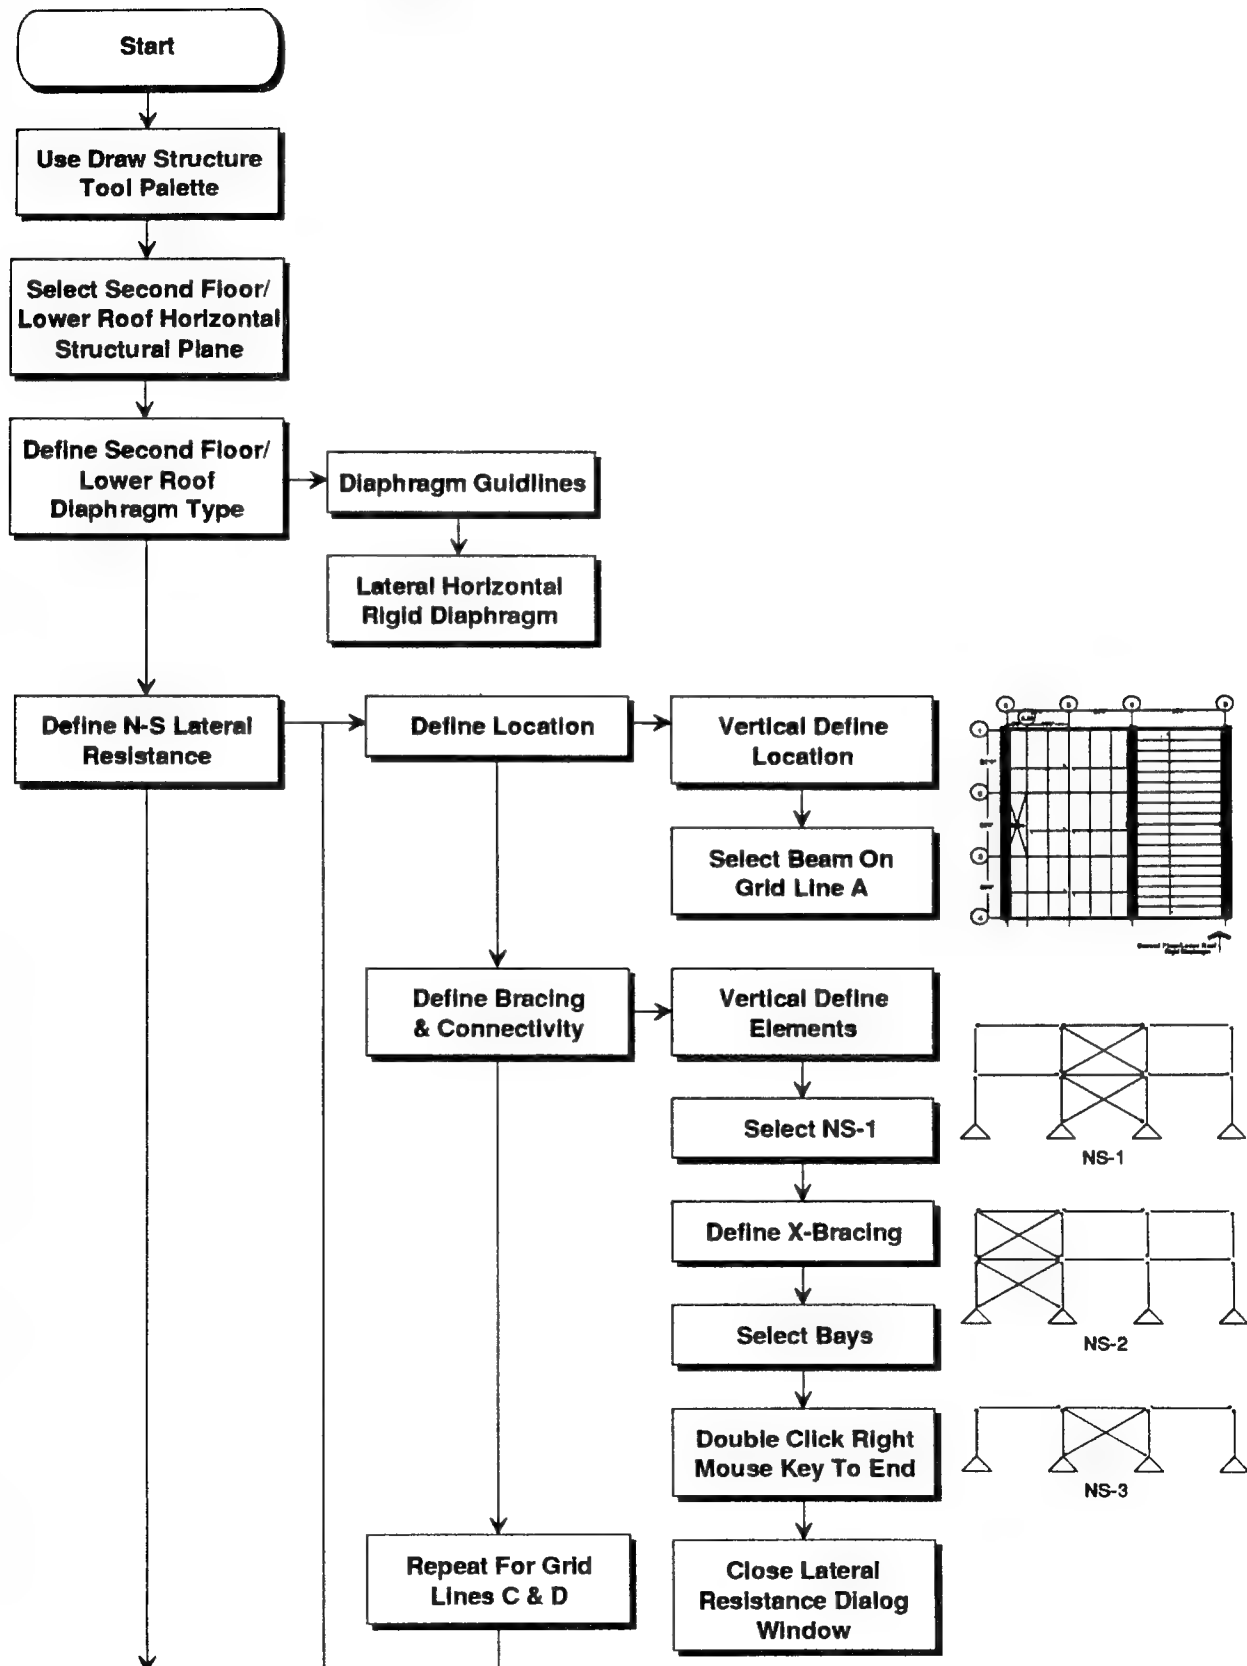 Start
Use Draw Structure
Tool Palette
Select Second Floor/
Lower Roof Horizontal
Structural Plane
Define Second Floor/
Lower Roof
Diaphragm Type
Diaphragm Guidlines
Lateral Horizontal
Rigid Diaphragm
Define N-S Lateral
Resistance
Define Location
Vertical Define
Location
Select Beam On
Grid Line A
Define Bracing
& Connectivity
Vertical Define
Elements
Select NS-1
NS-1
Define X-Bracing
Select Bays
NS-2
Double Click Right
Mouse Key To End
NS-3
Repeat For Grid
Lines C & D
Close Lateral
Resistance Dialog
Window